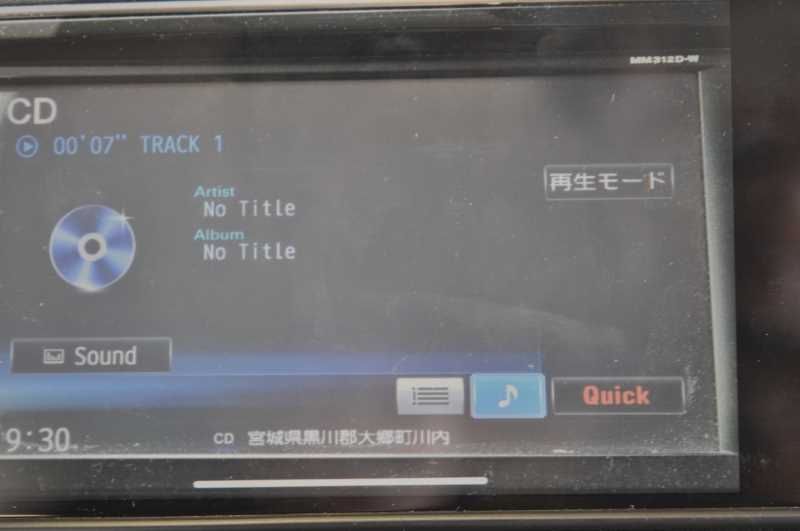 MM312D-W
CD
00'07" TRACK 1
Artist
No Title
再生モード
Album
No Title
Sound
Quick
9:30
CD 宮城県黒川郡大郷町川内